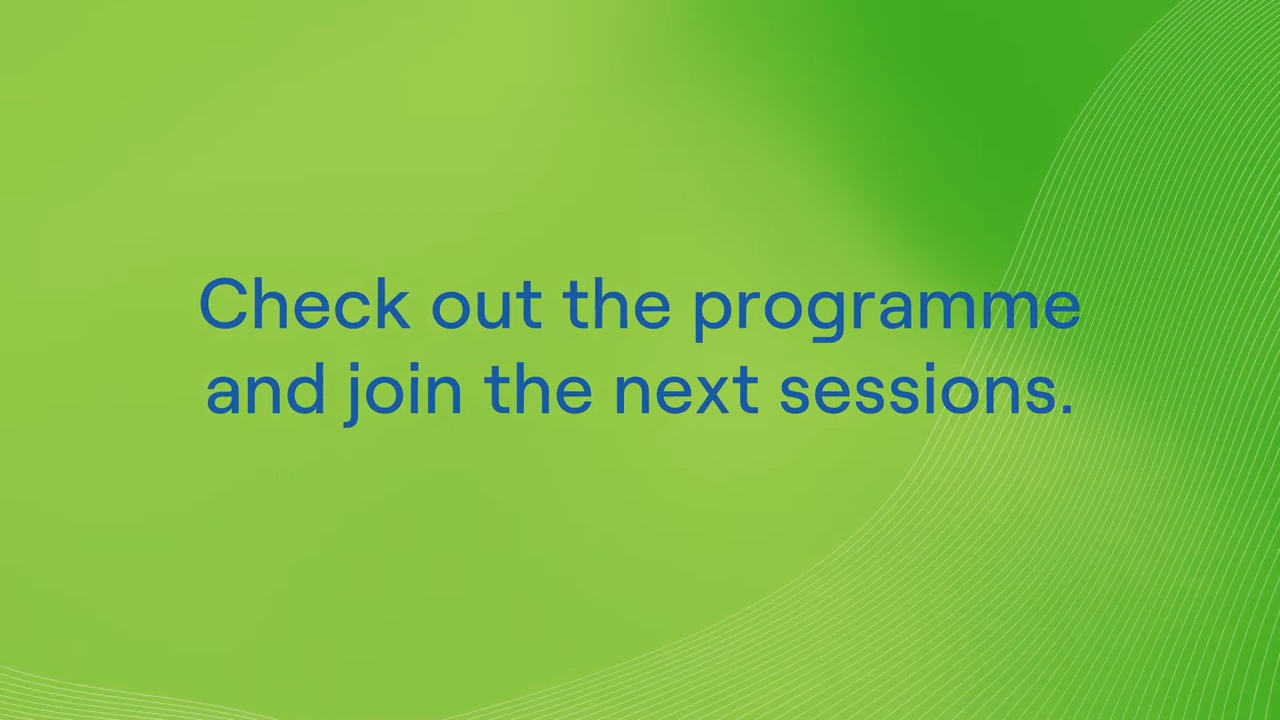 Check out the programme
and join the next sessions.